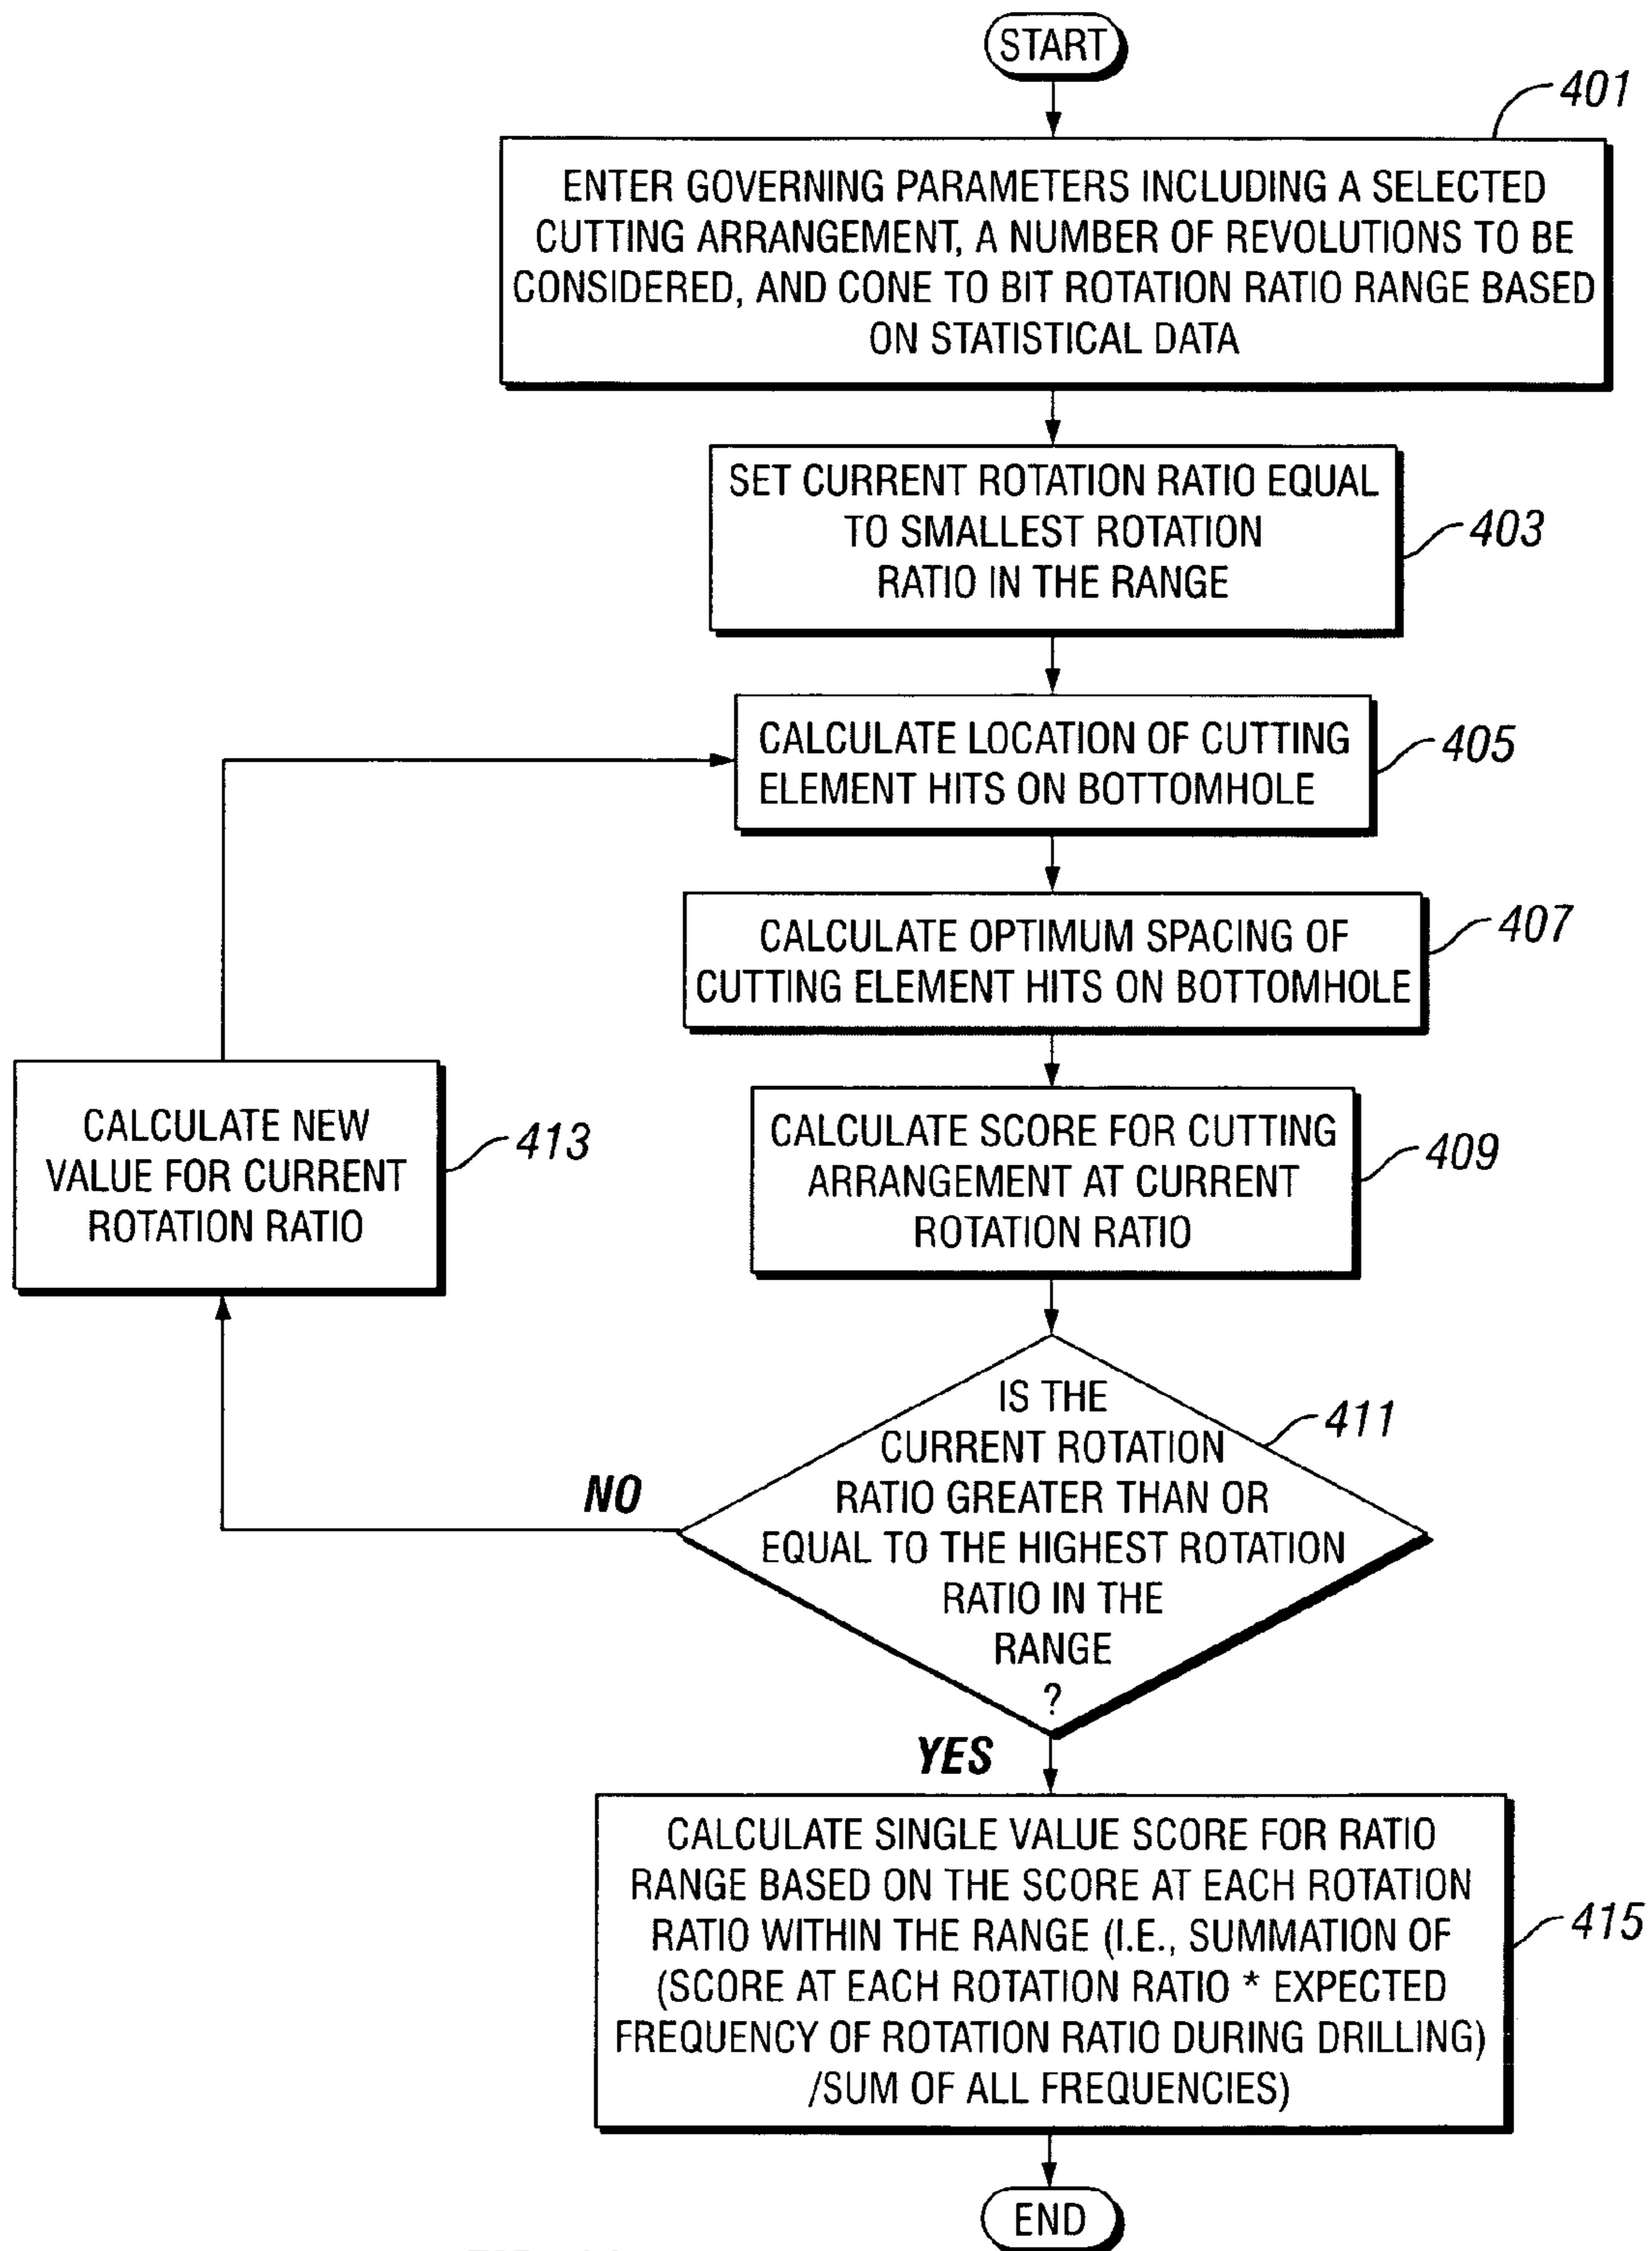 START
401
ENTER GOVERNING PARAMETERS INCLUDING A SELECTED
CUTTING ARRANGEMENT, A NUMBER OF REVOLUTIONS TO BE
CONSIDERED, AND CONE TO BIT ROTATION RATIO RANGE BASED
ON STATISTICAL DATA
SET CURRENT ROTATION RATIO EQUAL
TO SMALLEST ROTATION
RATIO IN THE RANGE
403
CALCULATE LOCATION OF CUTTING
ELEMENT HITS ON BOTTOMHOLE
405
CALCULATE OPTIMUM SPACING OF
CUTTING ELEMENT HITS ON BOTTOMHOLE
407
CALCULATE NEW
VALUE FOR CURRENT
ROTATION RATIO
413
CALCULATE SCORE FOR CUTTING
ARRANGEMENT AT CURRENT
ROTATION RATIO
409
IS THE
CURRENT ROTATION
RATIO GREATER THAN OR
EQUAL TO THE HIGHEST ROTATION
RATIO IN THE
RANGE
?
411
NO
YES
CALCULATE SINGLE VALUE SCORE FOR RATIO
RANGE BASED ON THE SCORE AT EACH ROTATION
RATIO WITHIN THE RANGE (I.E., SUMMATION OF
(SCORE AT EACH ROTATION RATIO * EXPECTED
FREQUENCY OF ROTATION RATIO DURING DRILLING)
/SUM OF ALL FREQUENCIES)
415
END